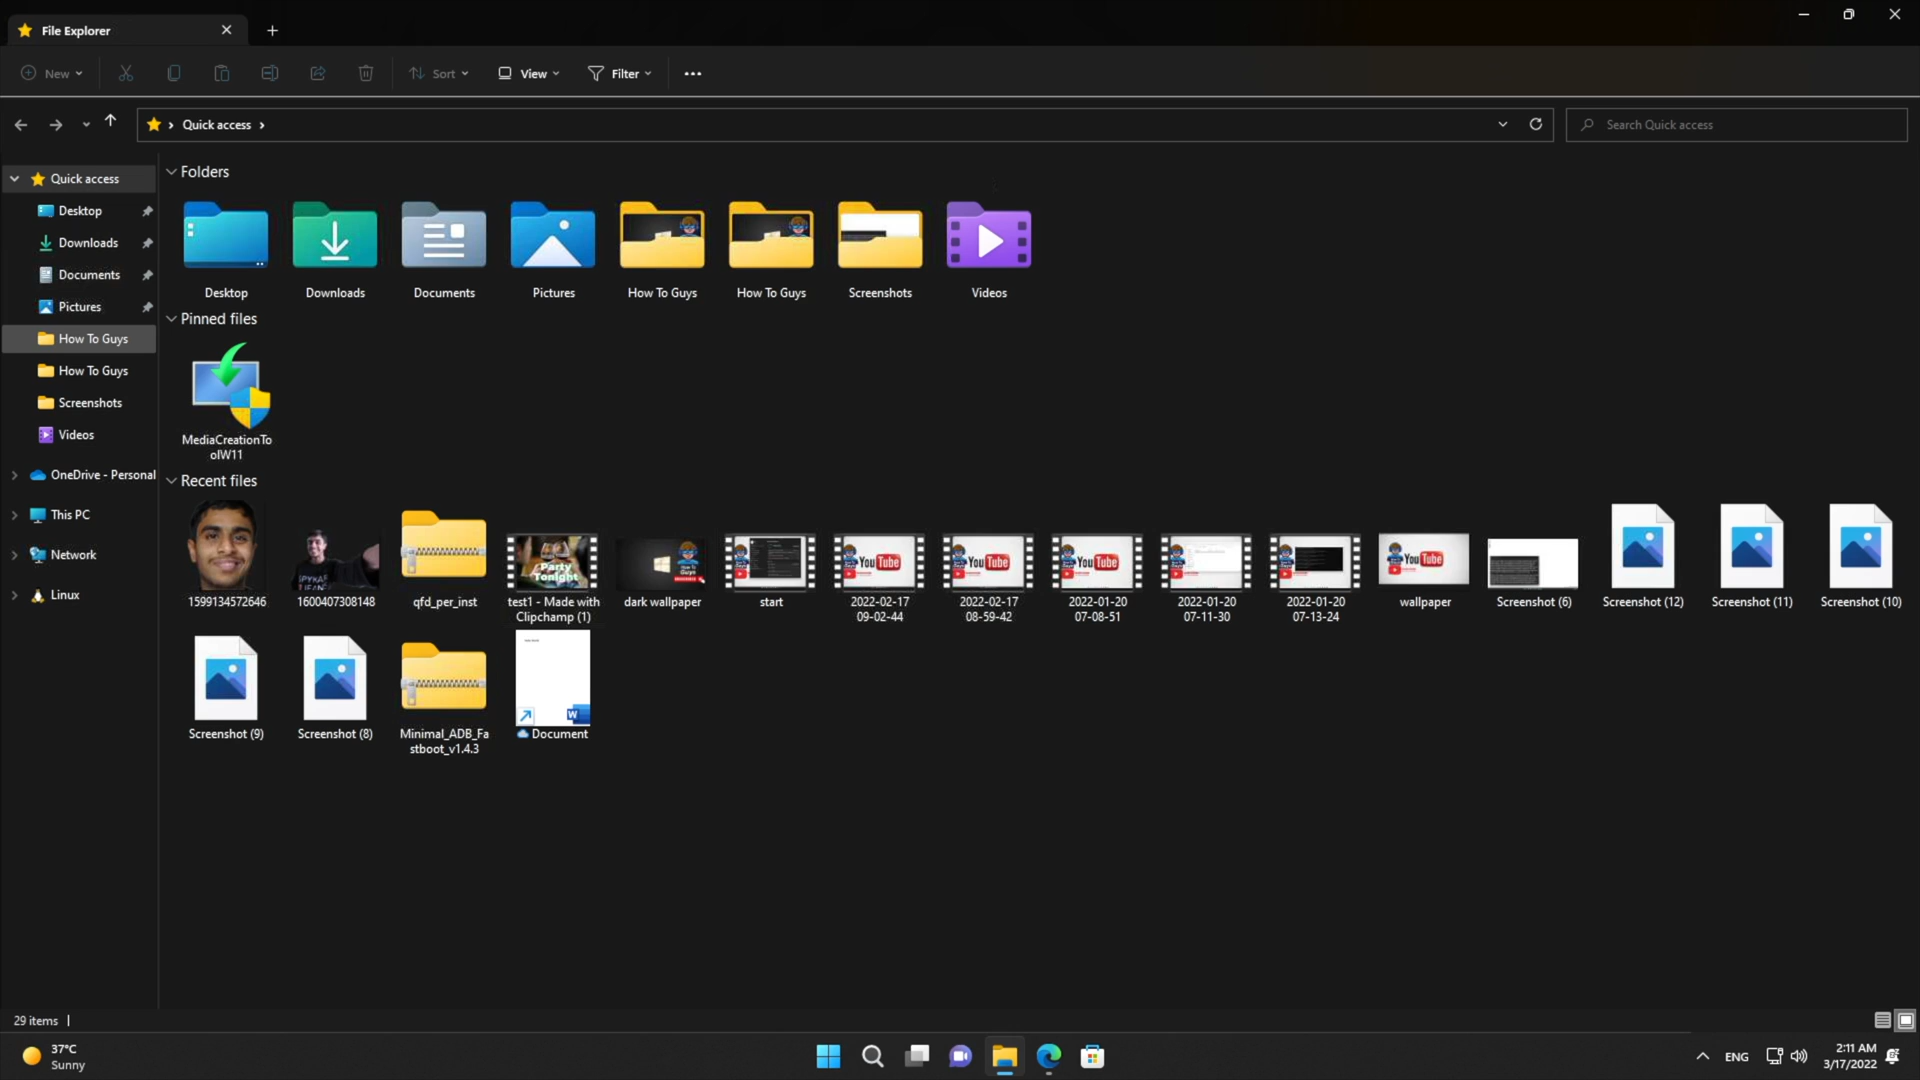 File Explorer
New
Sort
View
Filter
Quick access
Search Quick access
Quick access
Desktop
Downloads
Documents
Pictures
How To Guys
How To Guys
Screenshots
Videos
OneDrive - Personal
This PC
Network
Linux
Folders
Desktop
Downloads
Documents
Pictures
How To Guys
How To Guys
Screenshots
Videos
Pinned files
MediaCreationTo
olW11
Recent files
Party
Tonight
YouTube
YouTube
YouTube
YouTube
1599134572646
1600407308148
qfd_per_inst
test1 - Made with
Clipchamp (1)
dark wallpaper
start
2022-02-17
09-02-44
2022-02-17
08-59-42
2022-01-20
07-08-51
2022-01-20
07-11-30
2022-01-20
07-13-24
wallpaper
Screenshot (6)
Screenshot (12)
Screenshot (11)
Screenshot (10)
W
Screenshot (9)
Screenshot (8)
Minimal_ADB_Fa
stboot_v1.4.3
Document
29 items
37°C
Sunny
ENG
2:11 AM
3/17/2022